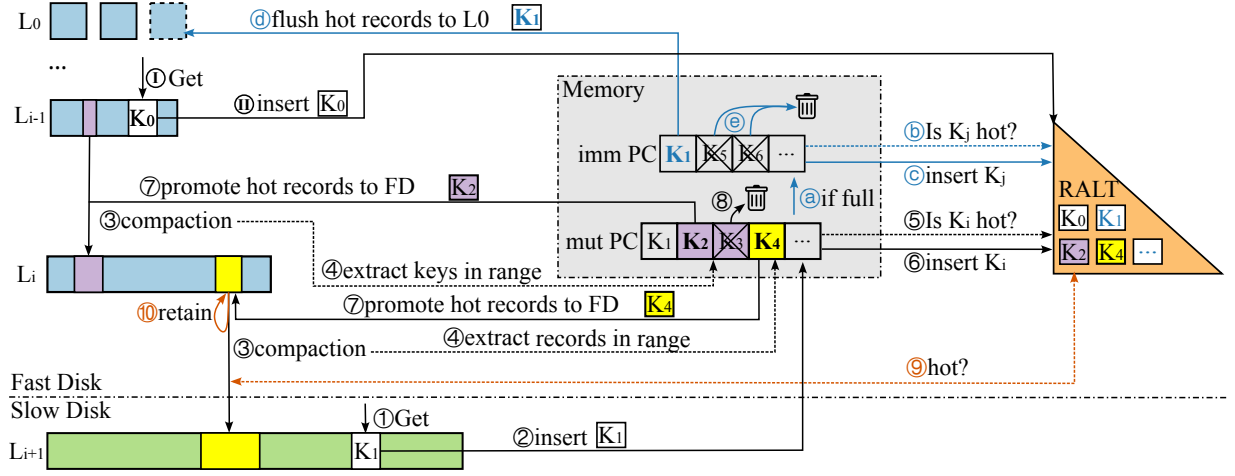 L0
ⓓflush hot records to L0 K1
...
ⒾGet
Memory
Li-1
K0
Ⓘⓘinsert K0
ⓔ
ⓑIs Kj hot?
imm PC K1 K5 K6 ...
ⓒinsert Kj
RALT
⑦promote hot records to FD K2
⑧
ⓐif full
K0 K1
③compaction
⑤Is Ki hot?
mut PC K1 K2 K3 K4 ...
K2 K4 ...
Li
④extract keys in range
⑥insert Ki
⑦promote hot records to FD K4
⑩retain
④extract records in range
③compaction
⑨hot?
Fast Disk
Slow Disk
①Get
Li+1
K1
②insert K1